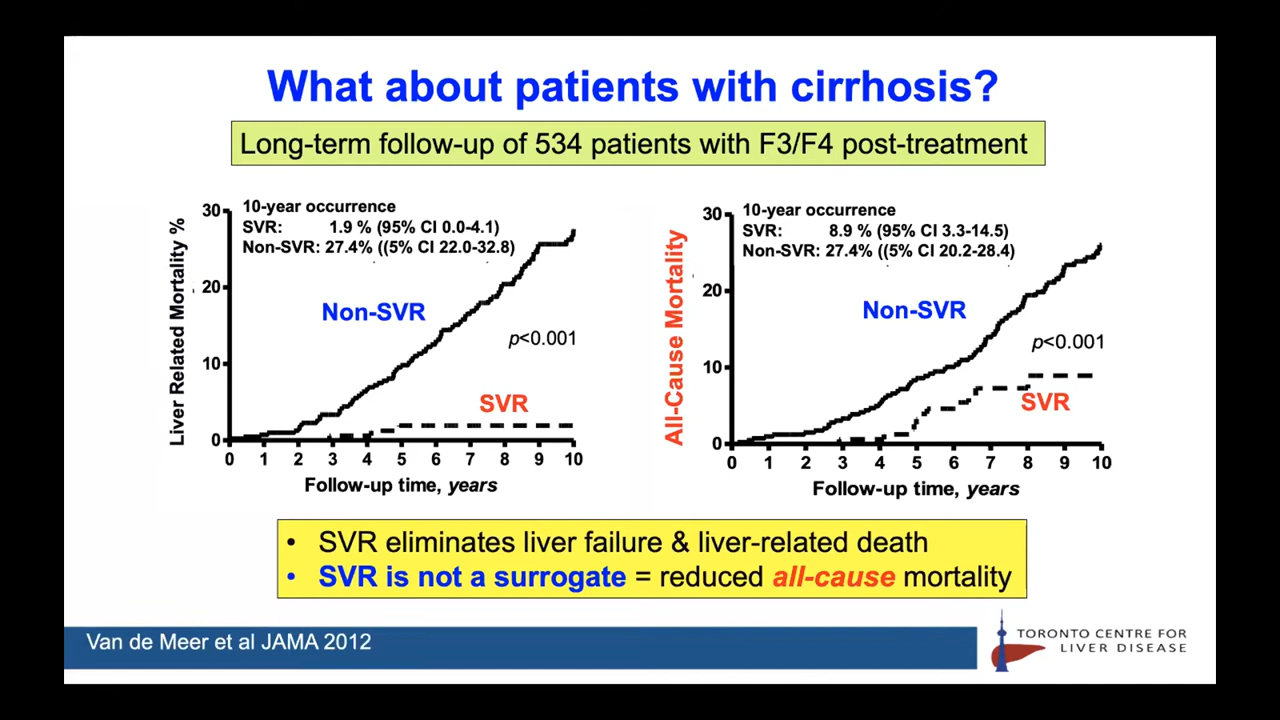 What about patients with cirrhosis?
Long-term follow-up of 534 patients with F3/F4 post-treatment
10-year occurrence
SVR: 1.9 % (95% CI 0.0-4.1)
Non-SVR: 27.4% ((5% CI 22.0-32.8)
Liver Related Mortality %
30
20
10
0
Non-SVR
p<0.001
SVR
0 1 2 3 4 5 6 7 8 9 10
Follow-up time, years
10-year occurrence
SVR: 8.9 % (95% CI 3.3-14.5)
Non-SVR: 27.4% ((5% CI 20.2-28.4)
All-Cause Mortality
30
20
10
0
Non-SVR
p<0.001
SVR
0 1 2 3 4 5 6 7 8 9 10
Follow-up time, years
• SVR eliminates liver failure & liver-related death
• SVR is not a surrogate = reduced all-cause mortality
Van de Meer et al JAMA 2012
TORONTO CENTRE FOR
LIVER DISEASE